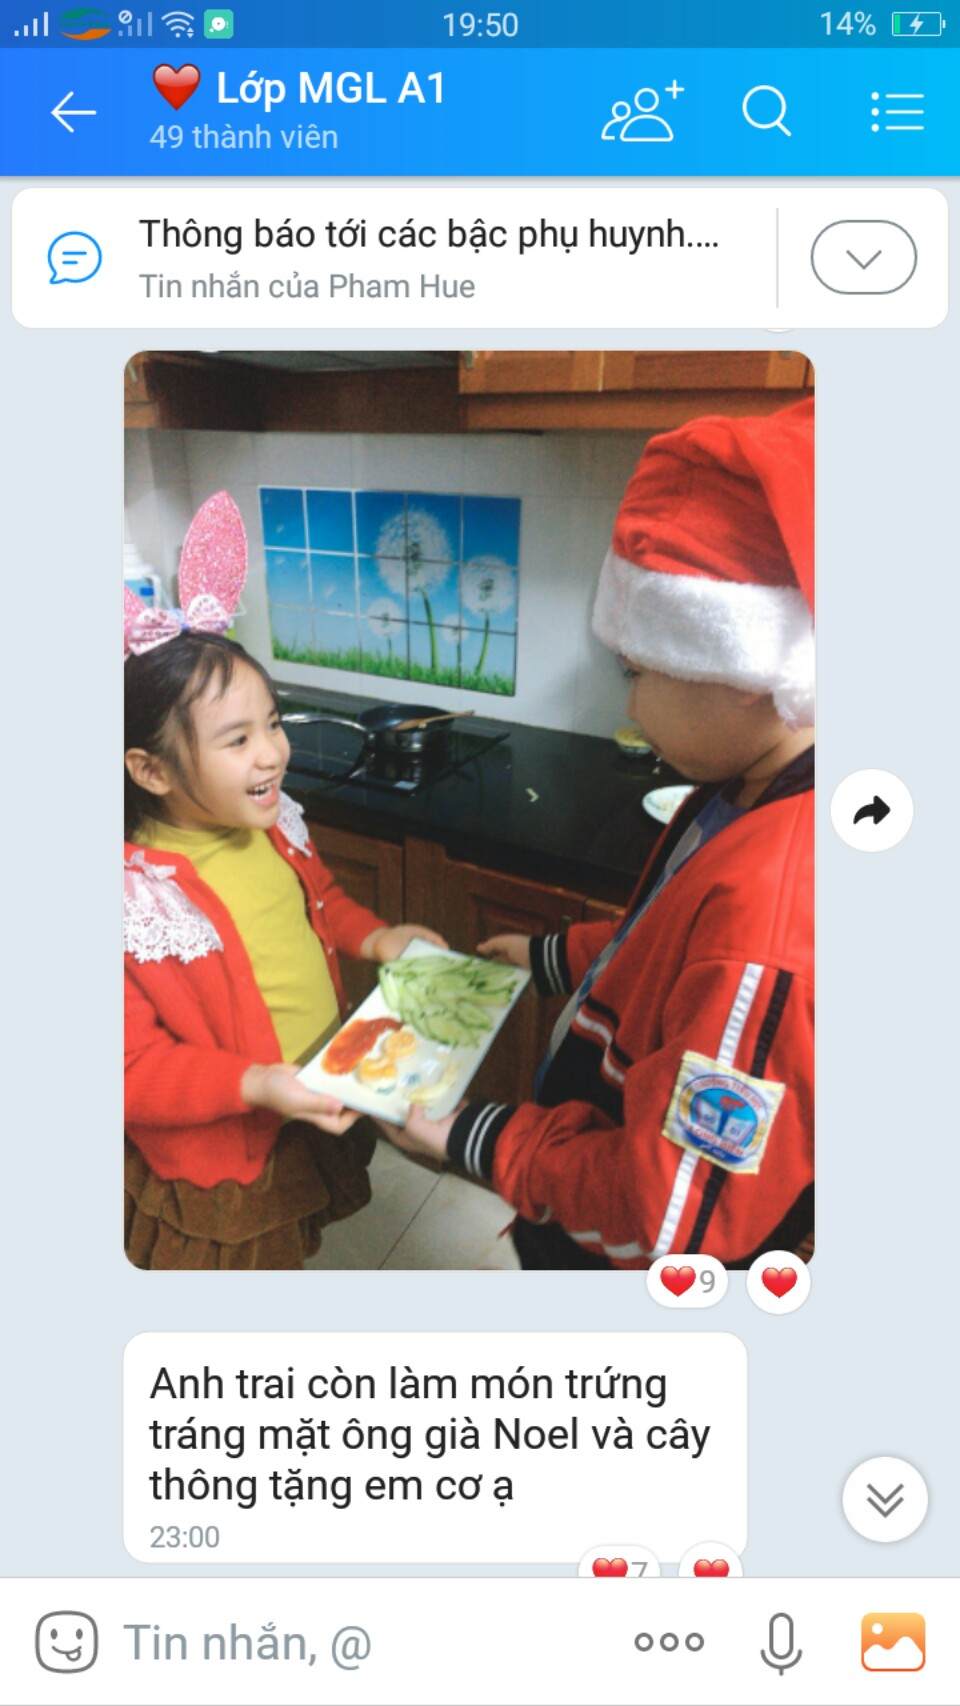 19:50
14%
❤️ Lớp MGL A1
49 thành viên
Thông báo tới các bậc phụ huynh....
Tin nhắn của Pham Hue
9
Anh trai còn làm món trứng
tráng mặt ông già Noel và cây
thông tặng em cơ ạ
23:00
7
Tin nhắn, @